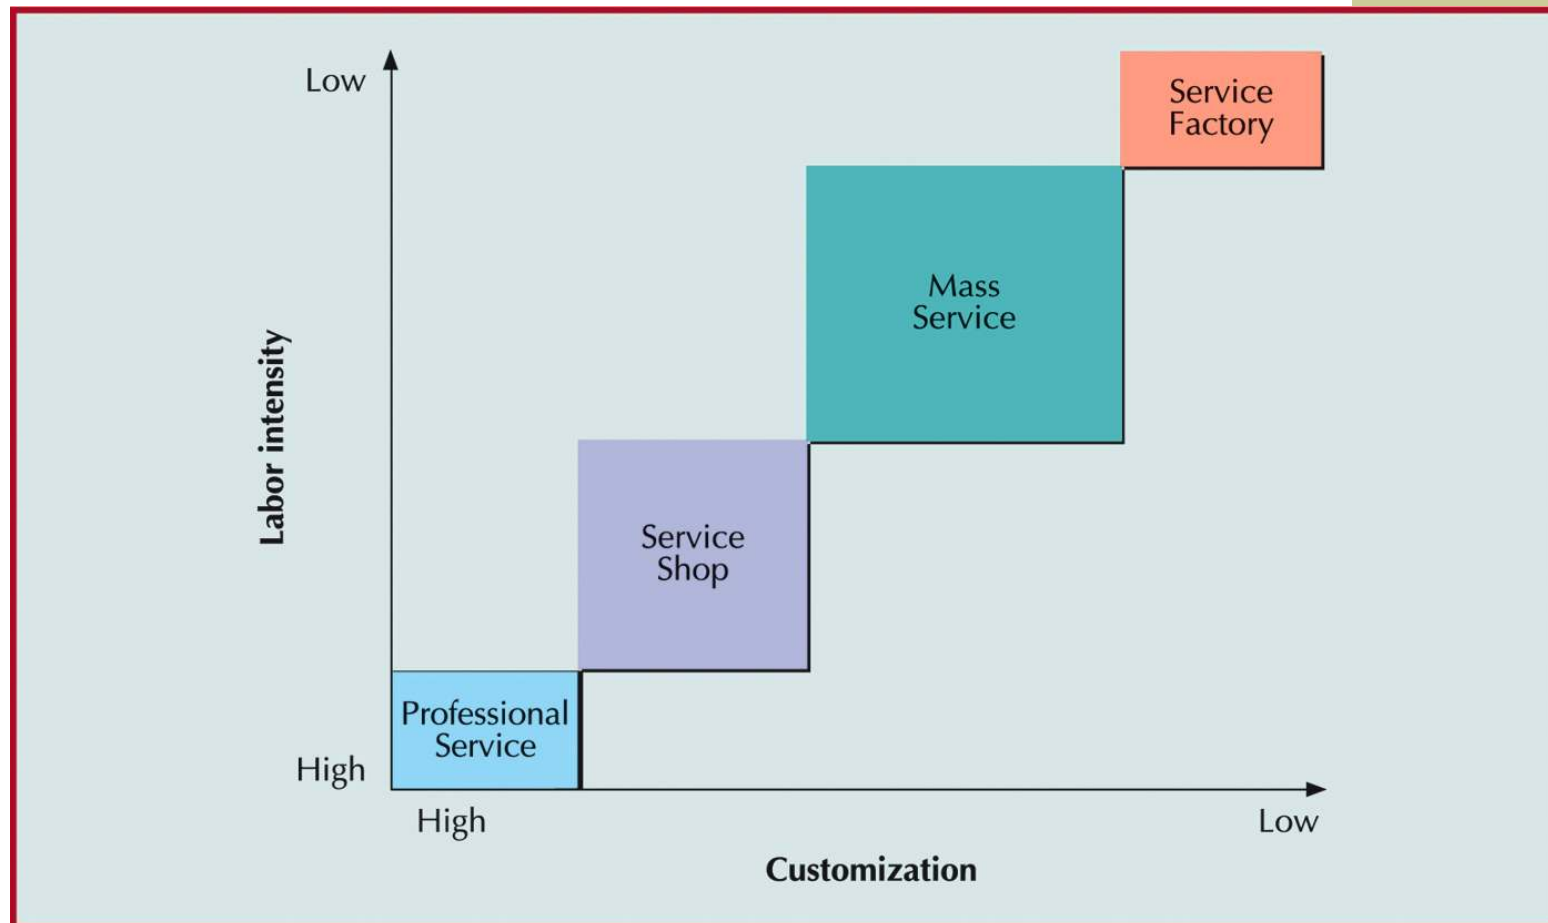 Low
Service
Factory
Mass
Service
Labor intensity
Service
Shop
Professional
Service
High
High
Low
Customization